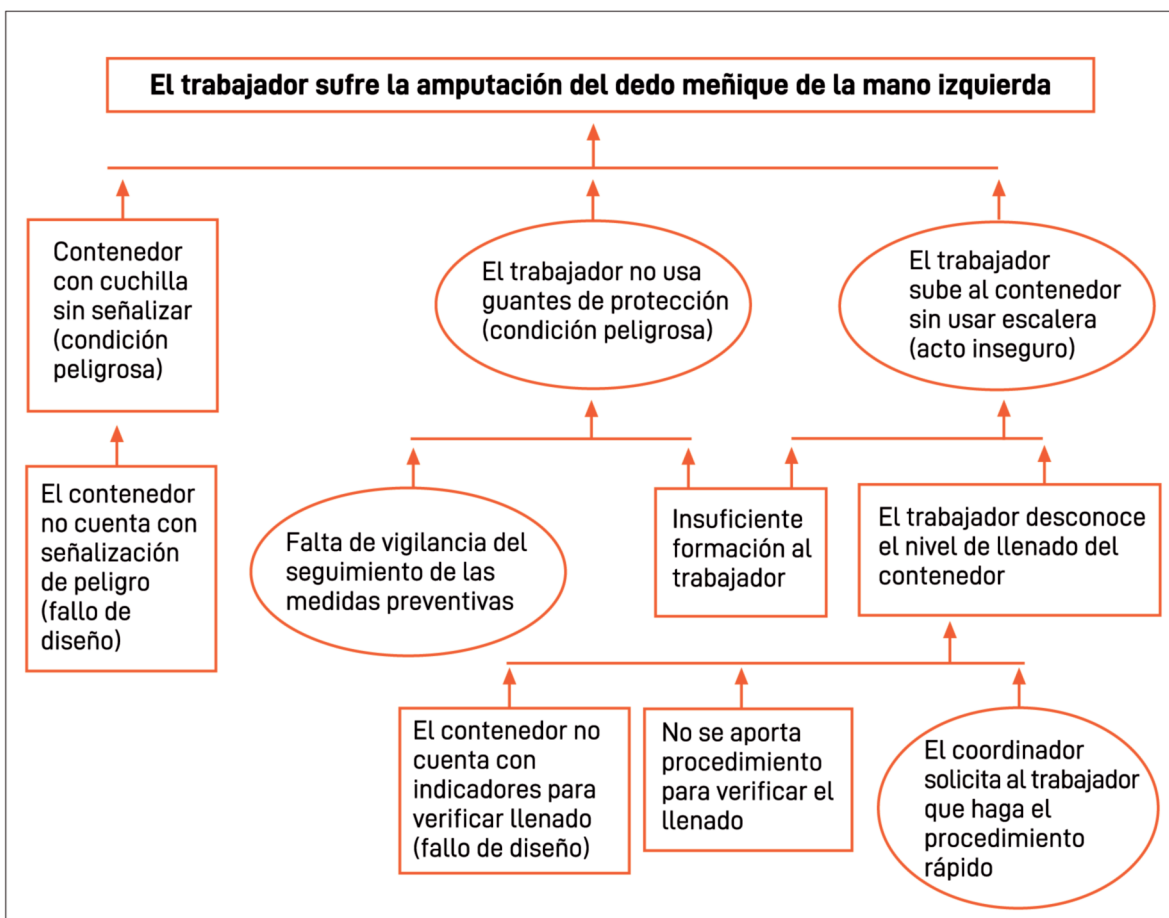 El trabajador sufre la amputación del dedo meñique de la mano izquierda
Contenedor
con cuchilla
sin señalizar
(condición
peligrosa)
El trabajador no usa
guantes de protección
(condición peligrosa)
El trabajador
sube al contenedor
sin usar escalera
(acto inseguro)
El contenedor
no cuenta con
señalización
de peligro
(fallo de
diseño)
Falta de vigilancia del
seguimiento de las
medidas preventivas
Insuficiente
formación al
trabajador
El trabajador desconoce
el nivel de llenado del
contenedor
El contenedor no
cuenta con
indicadores para
verificar llenado
(fallo de diseño)
No se aporta
procedimiento
para verificar el
llenado
El coordinador
solicita al trabajador
que haga el
procedimiento
rápido